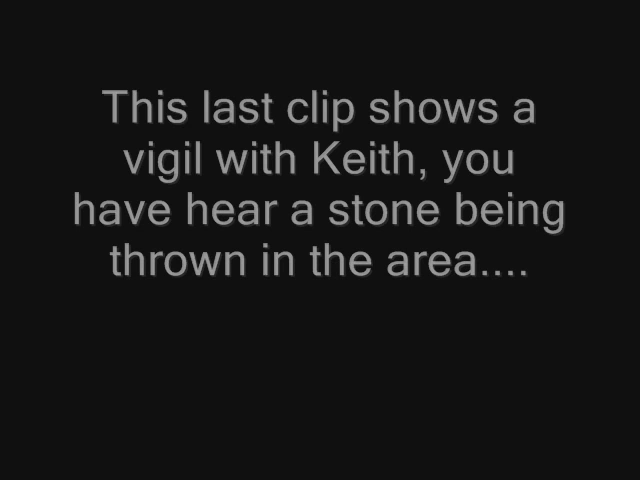 This last clip shows a
vigil with Keith, you
have hear a stone being
thrown in the area....